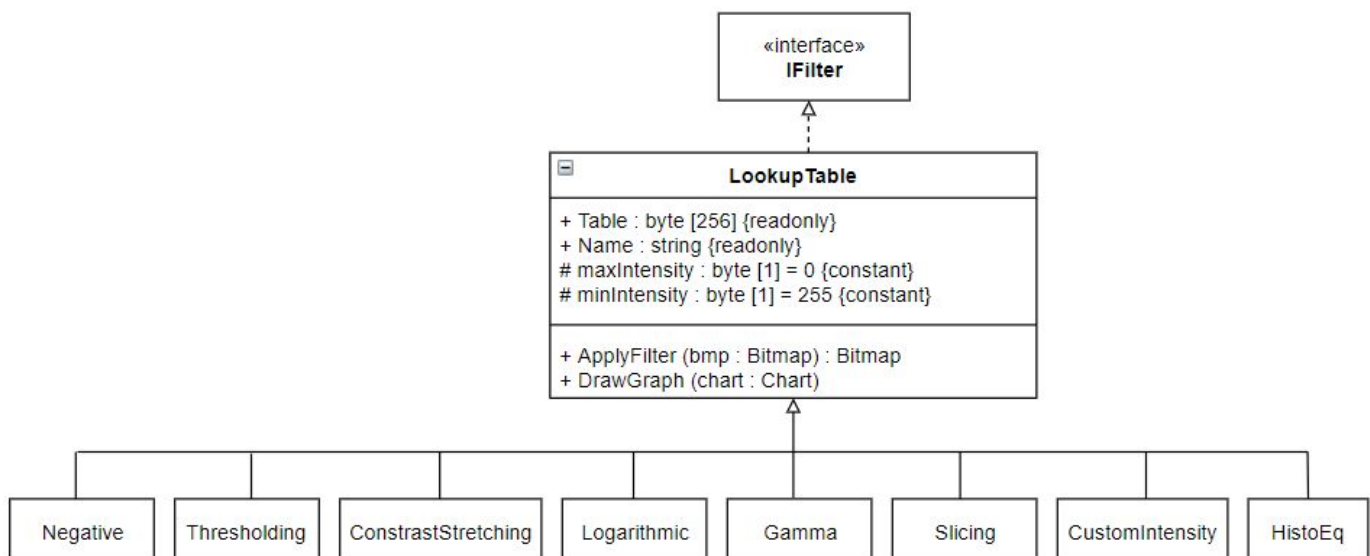 «interface»
IFilter
LookupTable
+ Table : byte [256] {readonly}
+ Name : string {readonly}
# maxIntensity : byte [1] = 0 {constant}
# minIntensity : byte [1] = 255 {constant}
+ ApplyFilter (bmp : Bitmap) : Bitmap
+ DrawGraph (chart : Chart)
Negative
Thresholding
ConstrastStretching
Logarithmic
Gamma
Slicing
CustomIntensity
HistoEq